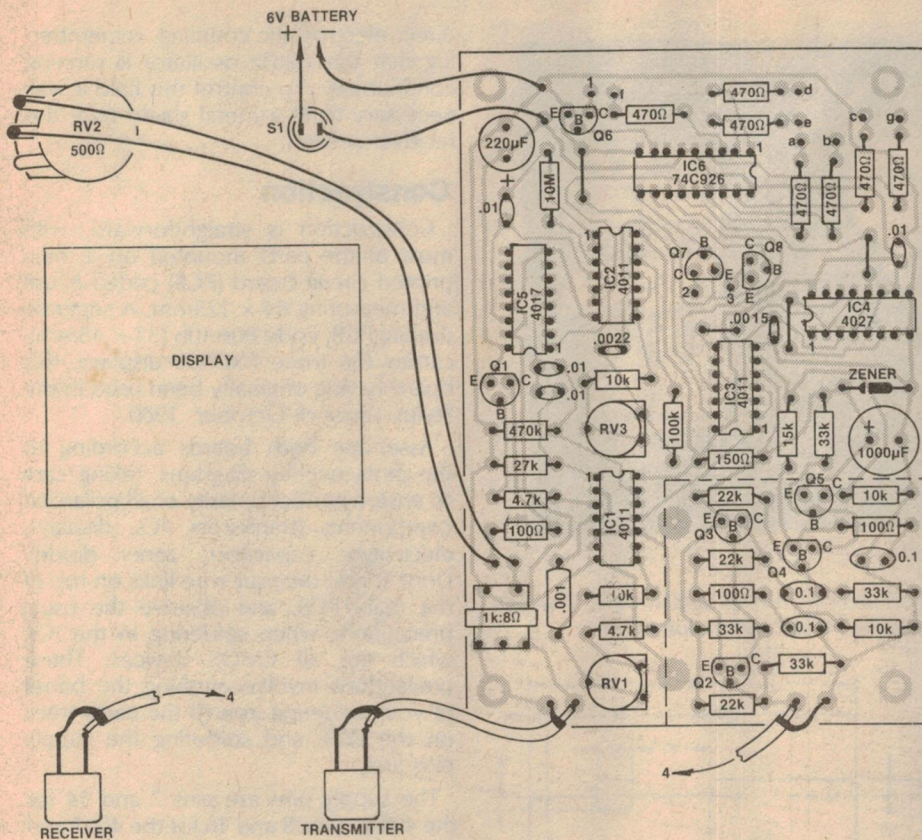 6V BATTERY
+
RV2
500Ω
S1
DISPLAY
220µF
+
E
B
C
Q6
1
f
470Ω
470Ω
d
470Ω
e
a
b
c
g
470Ω
470Ω
470Ω
470Ω
IC6
74C926
1
10M
.01
.01
IC5
4017
1
1
IC2
4011
Q7
B
C
E
2
C
Q8
B
E
3
IC4
4027
1
.0015
.0022
.01
.01
Q1
E
C
B
10k
IC3
4011
1
ZENER
470k
RV3
100k
15k
33k
+
1000µF
27k
150Ω
4.7k
1
IC1
4011
22k
Q5
E
C
B
10k
100Ω
E
B
C
Q3
100Ω
22k
E
B
C
Q4
0.1
1k:8Ω
.001
10k
100Ω
0.1
33k
4.7k
33k
0.1
10k
RV1
E
B
C
Q2
33k
22k
4
4
RECEIVER
TRANSMITTER
Construction